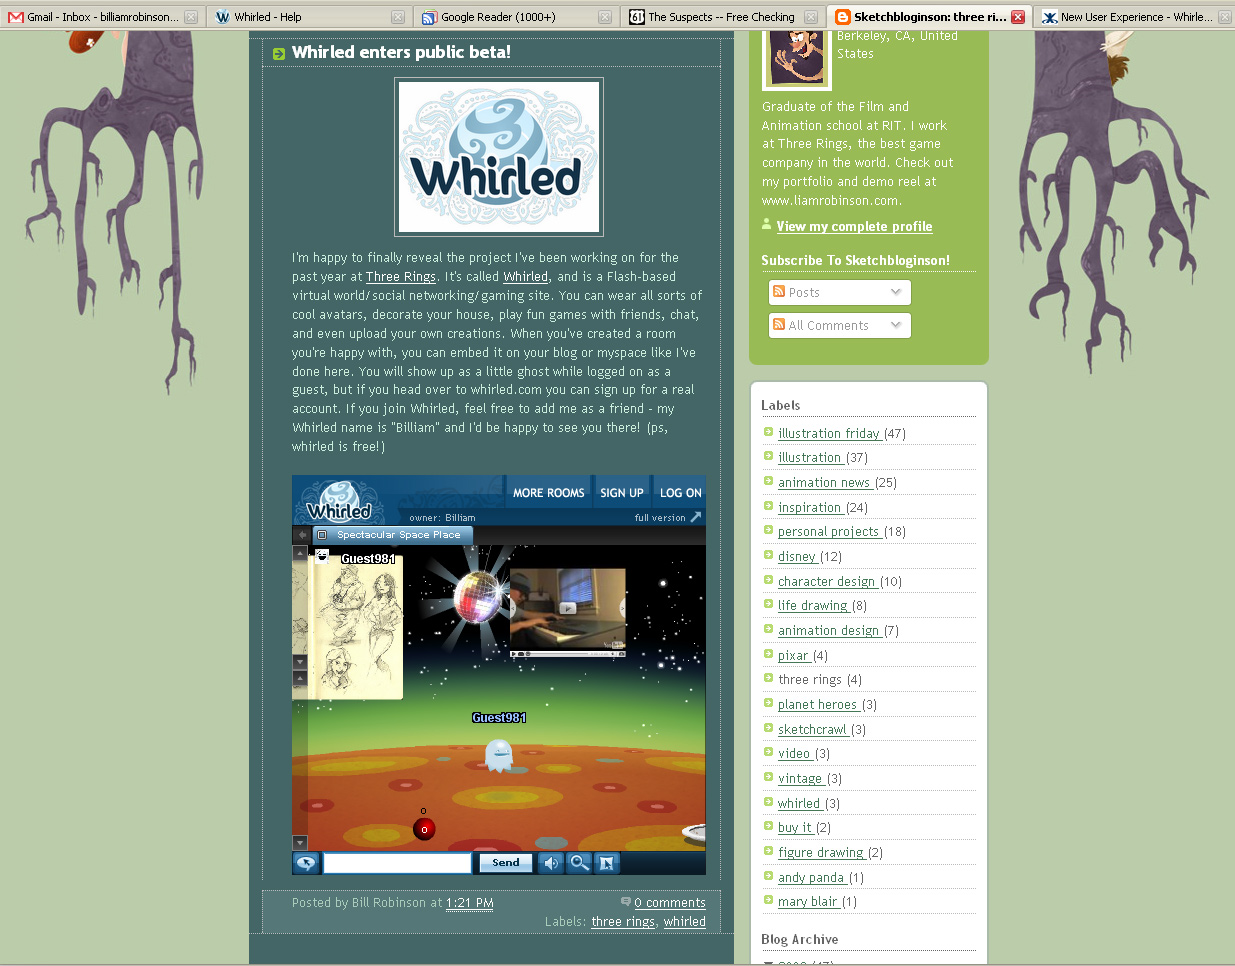 Gmail - Inbox - billiamrobinson...
Whirled - Help
Google Reader (1000+)
61
The Suspects -- Free Checking
Sketchbloginson: three ri...
New User Experience - Whirle...
Whirled enters public beta!
Whirled
I'm happy to finally reveal the project I've been working on for the
past year at Three Rings. It's called Whirled, and is a Flash-based
virtual world/social networking/gaming site. You can wear all sorts of
cool avatars, decorate your house, play fun games with friends, chat,
and even upload your own creations. When you've created a room
you're happy with, you can embed it on your blog or myspace like I've
done here. You will show up as a little ghost while logged on as a
guest, but if you head over to whirled.com you can sign up for a real
account. If you join Whirled, feel free to add me as a friend - my
Whirled name is "Billiam" and I'd be happy to see you there! (ps,
whirled is free!)
Whirled
MORE ROOMS
SIGN UP
LOG ON
owner: Billiam
full version
Spectacular Space Place
Guest981
Guest981
o
o
Send
Posted by Bill Robinson at 1:21 PM
0 comments
Labels: three rings, whirled
Berkeley, CA, United
States
Graduate of the Film and
Animation school at RIT. I work
at Three Rings, the best game
company in the world. Check out
my portfolio and demo reel at
www.liamrobinson.com.
View my complete profile
Subscribe To Sketchbloginson!
Posts
All Comments
Labels
illustration friday (47)
illustration (37)
animation news (25)
inspiration (24)
personal projects (18)
disney (12)
character design (10)
life drawing (8)
animation design (7)
pixar (4)
three rings (4)
planet heroes (3)
sketchcrawl (3)
video (3)
vintage (3)
whirled (3)
buy it (2)
figure drawing (2)
andy panda (1)
mary blair (1)
Blog Archive